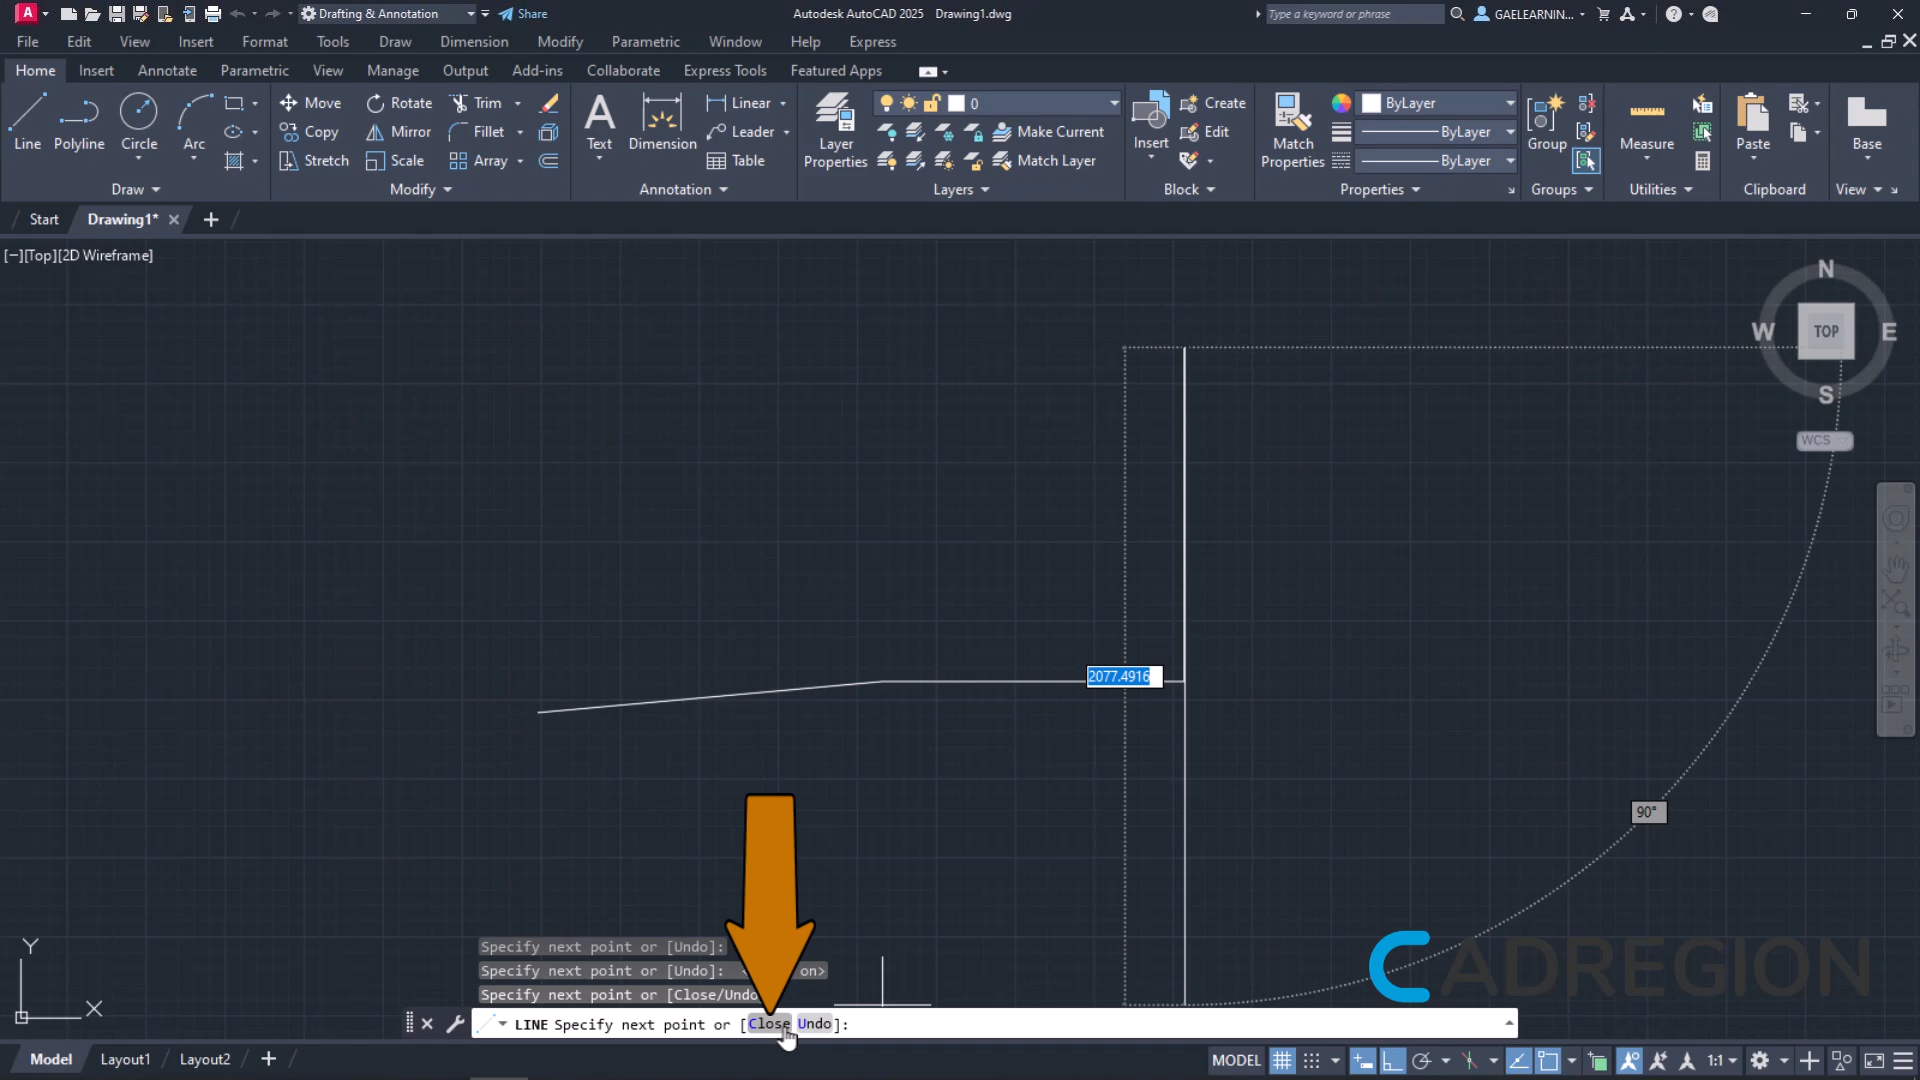 A Drafting & Annotation Share Autodesk AutoCAD 2025 Drawing1.dwg Type a keyword or phrase GAELEARNIN...
File Edit View Insert Format Tools Draw Dimension Modify Parametric Window Help Express
Home Insert Annotate Parametric View Manage Output Add-ins Collaborate Express Tools Featured Apps
Line Polyline Circle Arc
Move Rotate Trim
Copy Mirror Fillet
Stretch Scale Array
Text Dimension
Linear
Leader
Table
Layer
Properties
0
Make Current
Match Layer
Insert
Create
Edit
Match
Properties
ByLayer
ByLayer
ByLayer
Group
Measure
Paste
Base
Draw Modify Annotation Layers Block Properties Groups Utilities Clipboard View
Start Drawing1*
[−][Top][2D Wireframe]
N
W TOP E
S
WCS
2077.4916
90°
CADREGION
Y
X
Specify next point or [Undo]:
Specify next point or [Undo]: < on>
Specify next point or [Close/Undo
LINE Specify next point or [Close Undo]:
Model Layout1 Layout2
MODEL 1:1